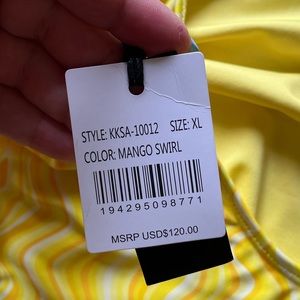 STYLE: KKSA-10012 SIZE: XL
COLOR: MANGO SWIRL
194295098771
MSRP USD$120.00